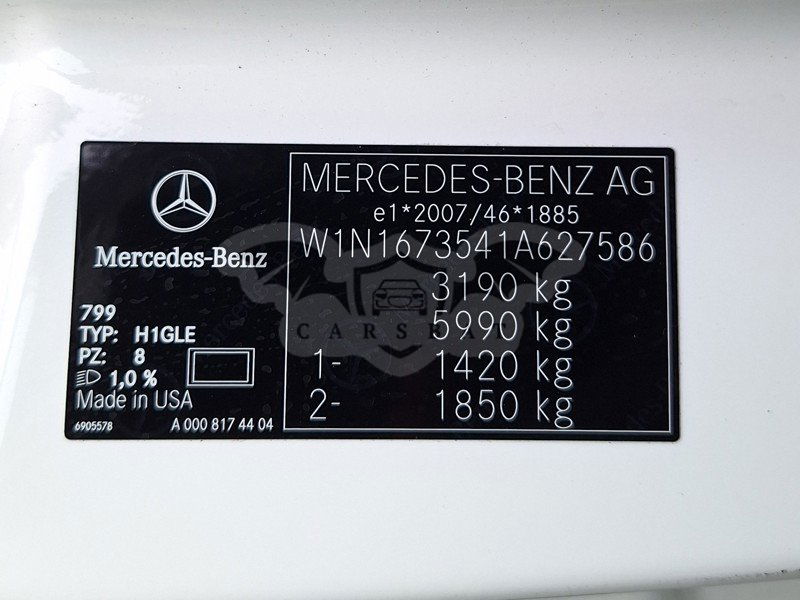 Mercedes-Benz
799
TYP: H1GLE
PZ: 8
1,0 %
Made in USA
6905578
A 000 817 44 04
MERCEDES-BENZ AG
e1*2007/46*1885
W1N1673541A627586
3190 kg
5990 kg
1- 1420 kg
2- 1850 kg